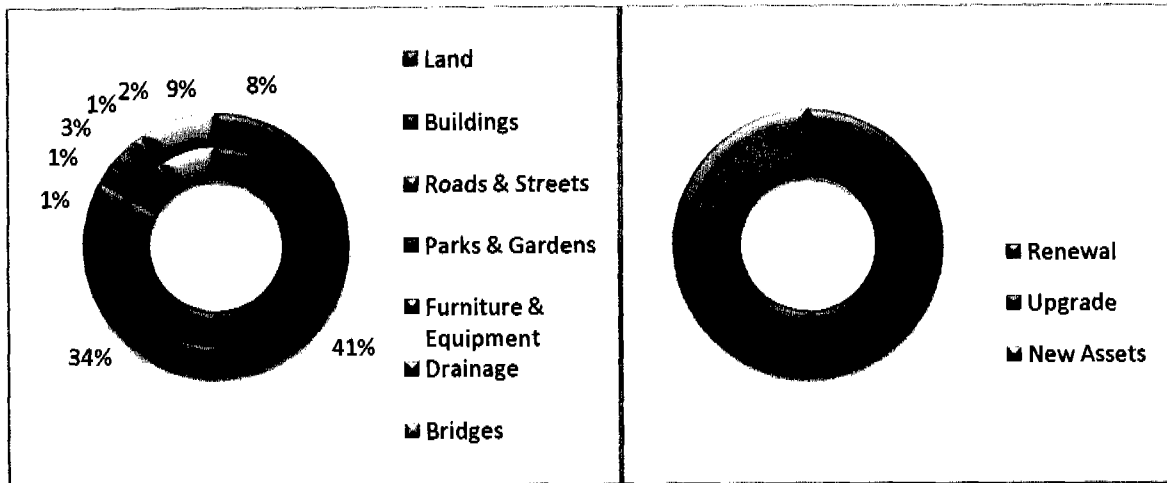 8%
9%
2%
1%
3%
1%
1%
34%
41%
Land
Buildings
Roads & Streets
Parks & Gardens
Furniture &
Equipment
Drainage
Bridges
Renewal
Upgrade
New Assets